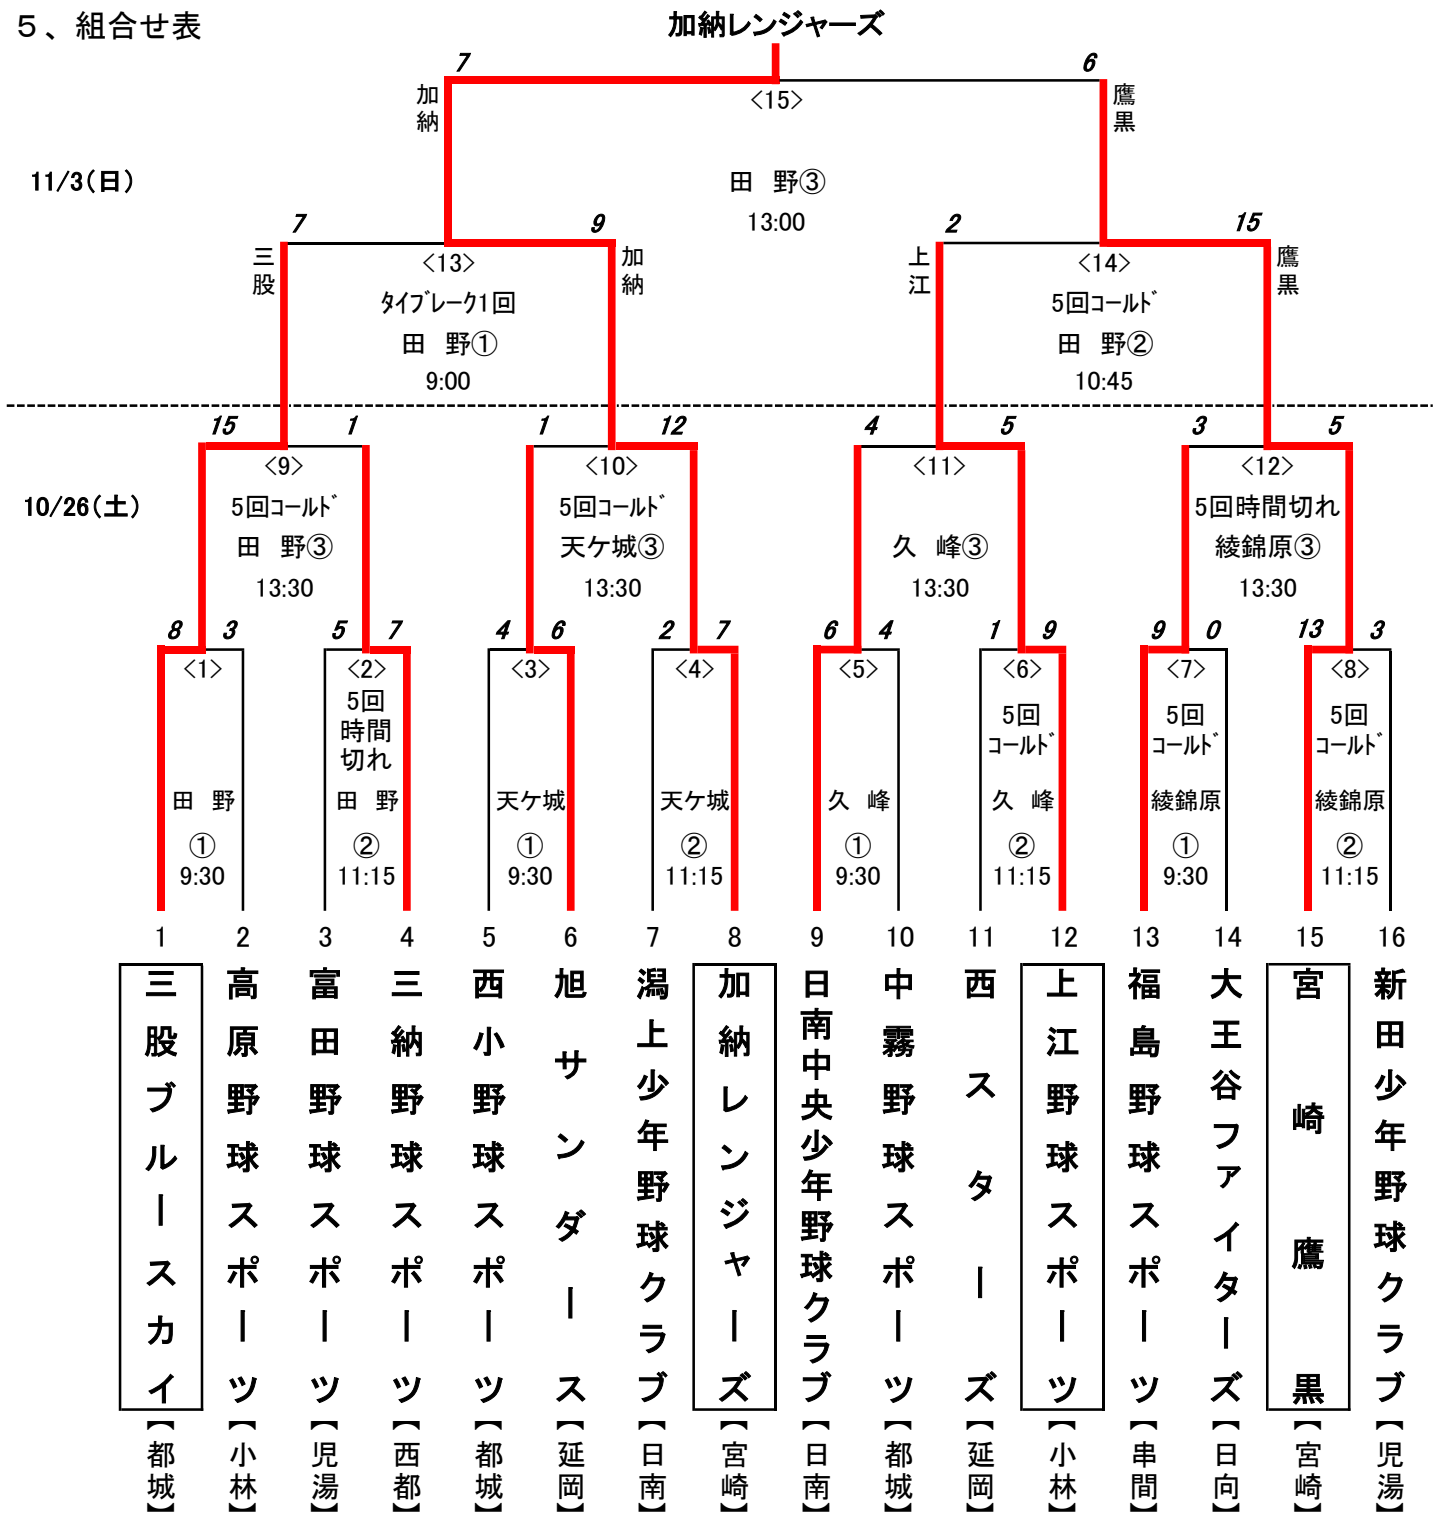 5、組合せ表
加納レンジャーズ
7
6
加納
<15>
鷹黒
11/3(日)
田 野③
13:00
7
9
2
15
三股
<13>
加納
上江
<14>
鷹黒
ﾀｲﾌﾞﾚｰｸ1回
5回ｺｰﾙﾄﾞ
田 野①
田 野②
9:00
10:45
15
1
1
12
4
5
3
5
<9>
<10>
<11>
<12>
10/26(土)
5回ｺｰﾙﾄﾞ
5回ｺｰﾙﾄﾞ
5回時間切れ
田 野③
天ケ城③
久 峰③
綾錦原③
13:30
13:30
13:30
13:30
8
3
5
7
4
6
2
7
6
4
1
9
9
0
13
3
<1>
<2>
<3>
<4>
<5>
<6>
<7>
<8>
5回
時間
切れ
5回
ｺｰﾙﾄﾞ
5回
ｺｰﾙﾄﾞ
5回
ｺｰﾙﾄﾞ
田 野
田 野
天ケ城
天ケ城
久 峰
久 峰
綾錦原
綾錦原
①
②
①
②
①
②
①
②
9:30
11:15
9:30
11:15
9:30
11:15
9:30
11:15
1
2
3
4
5
6
7
8
9
10
11
12
13
14
15
16
三股ブルースカイ
高原野球スポーツ
富田野球スポーツ
三納野球スポーツ
西小野球スポーツ
旭サンダース
潟上少年野球クラブ
加納レンジャーズ
日南中央少年野球クラブ
中霧野球スポーツ
西スターズ
上江野球スポーツ
福島野球スポーツ
大王谷ファイターズ
宮崎鷹黒
新田少年野球クラブ
【都城】
【小林】
【児湯】
【西都】
【都城】
【延岡】
【日南】
【宮崎】
【日南】
【都城】
【延岡】
【小林】
【串間】
【日向】
【宮崎】
【児湯】